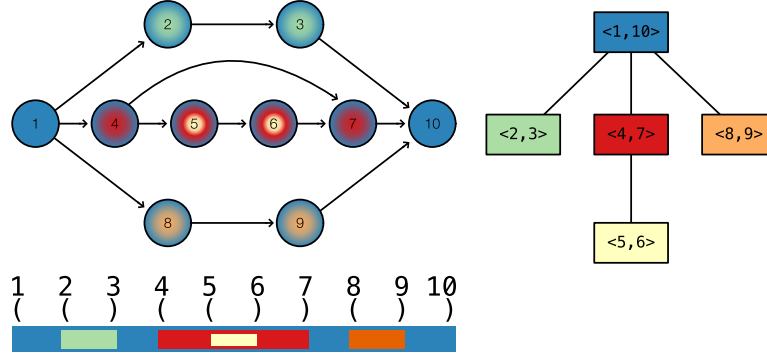 2 3
<1,10>
1 4 5 6 7 10
<2,3> <4,7> <8,9>
8 9
<5,6>
1 2 3 4 5 6 7 8 9 10
( ( ) ( ( ) ) ( ) )